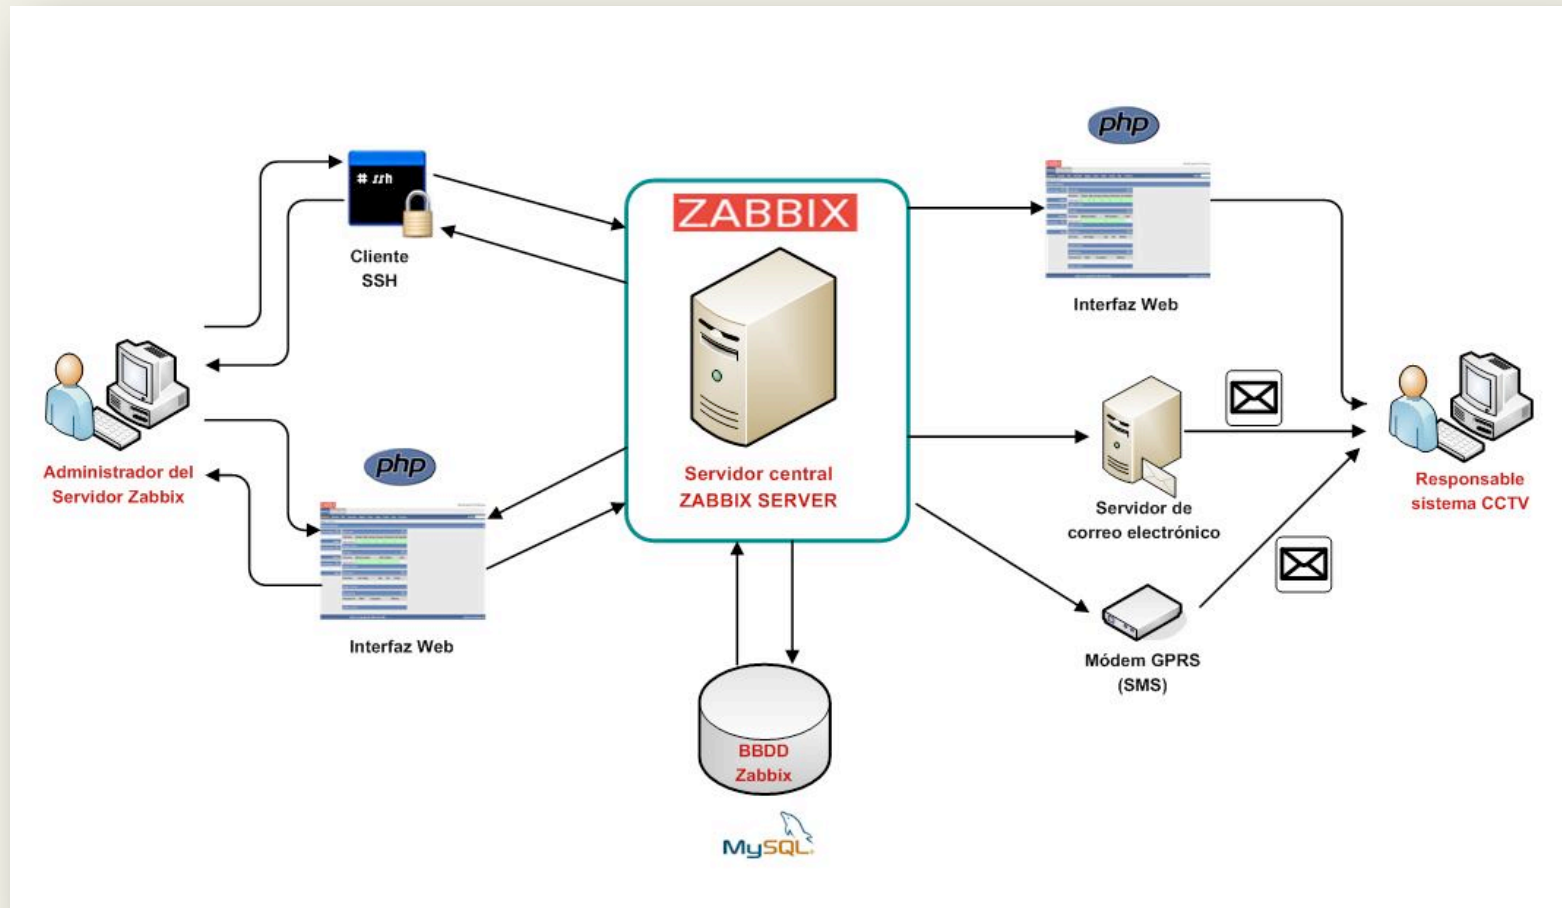 php
# ssh
ZABBIX
Cliente
SSH
Interfaz Web
Administrador del
Servidor Zabbix
php
Servidor central
ZABBIX SERVER
Servidor de
correo electrónico
Responsable
sistema CCTV
Interfaz Web
Módem GPRS
(SMS)
BBDD
Zabbix
MySQL